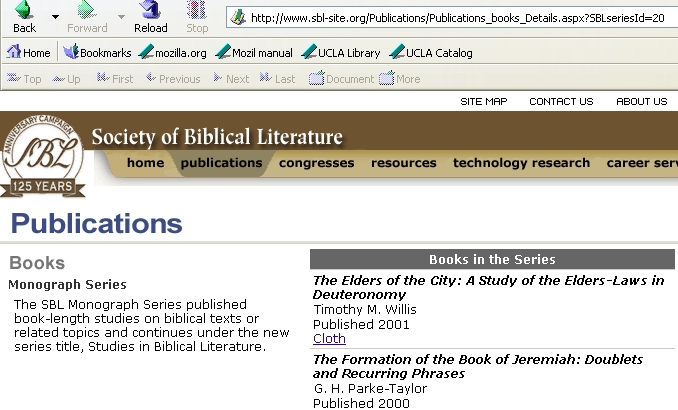 Back
Forward
Reload
Stop
http://www.sbl-site.org/Publications/Publications_books_Details.aspx?SBLseriesId=20
Home Bookmarks mozilla.org Mozil manual UCLA Library UCLA Catalog
Top Up First Previous Next Last Document More
SITE MAP CONTACT US ABOUT US
ANNIVERSARY CAMPAIGN
SBL
125 YEARS
Society of Biblical Literature
home publications congresses resources technology research career serv
Publications
Books
Monograph Series
The SBL Monograph Series published
book-length studies on biblical texts or
related topics and continues under the new
series title, Studies in Biblical Literature.
Books in the Series
The Elders of the City: A Study of the Elders-Laws in
Deuteronomy
Timothy M. Willis
Published 2001
Cloth
The Formation of the Book of Jeremiah: Doublets
and Recurring Phrases
G. H. Parke-Taylor
Published 2000